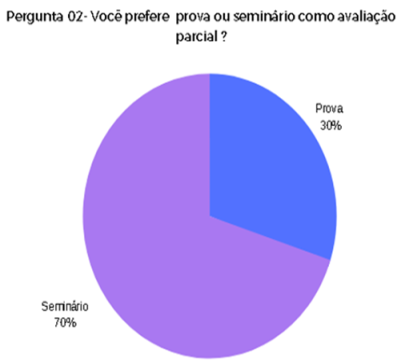 Pergunta 02- Você prefere prova ou seminário como avaliação
parcial ?
Prova
30%
Seminário
70%